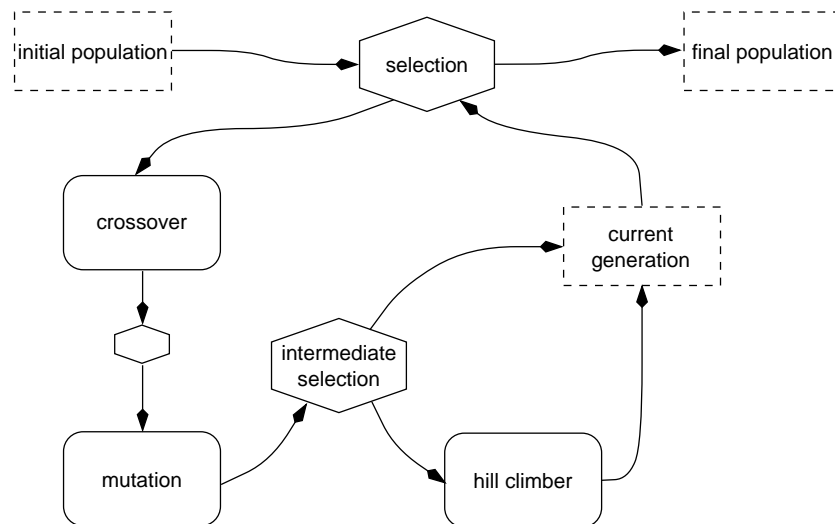 initial population
selection
final population
crossover
current
generation
intermediate
selection
mutation
hill climber